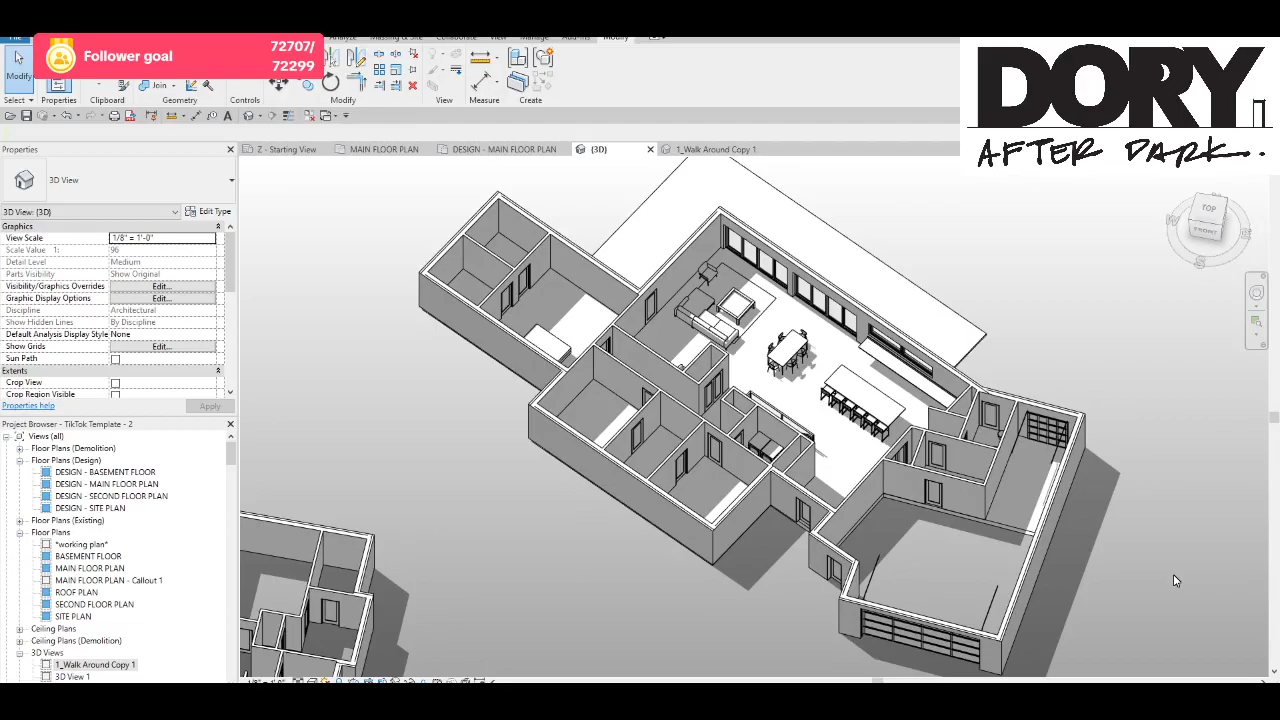 Follower goal
72707/
72299
DORY
AFTER DARK.
File
Modify
Modify
Select
Properties
Clipboard
Join
Geometry
Controls
Modify
View
Measure
Create
Properties
Z - Starting View
MAIN FLOOR PLAN
DESIGN - MAIN FLOOR PLAN
(3D)
1_Walk Around Copy 1
3D View
3D View: (3D)
Edit Type
Graphics
View Scale 1/8" = 1'-0"
Scale Value 1: 96
Detail Level Medium
Parts Visibility Show Original
Visibility/Graphics Overrides Edit...
Graphic Display Options Edit...
Discipline Architectural
Show Hidden Lines By Discipline
Default Analysis Display Style None
Show Grids Edit...
Sun Path
Extents
Crop View
Crop Region Visible
Properties help
Apply
Project Browser - TikTok Template - 2
Views (all)
Floor Plans (Demolition)
Floor Plans (Design)
DESIGN - BASEMENT FLOOR
DESIGN - MAIN FLOOR PLAN
DESIGN - SECOND FLOOR PLAN
DESIGN - SITE PLAN
Floor Plans (Existing)
Floor Plans
*working plan*
BASEMENT FLOOR
MAIN FLOOR PLAN
MAIN FLOOR PLAN - Callout 1
ROOF PLAN
SECOND FLOOR PLAN
SITE PLAN
Ceiling Plans
Ceiling Plans (Demolition)
3D Views
1_Walk Around Copy 1
3D View 1
TOP
FRONT
W
S
E